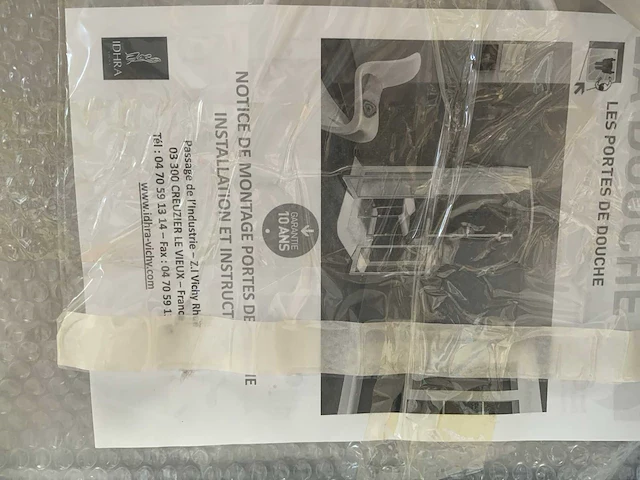 LA DOUCHE
LES PORTES DE DOUCHE
GARANTIE
10 ANS
NOTICE DE MONTAGE PORTES DE
INSTALLATION ET INSTRUCT
Passage de l'Industrie – Z.I Vichy Rh
03 300 CREUZIER LE VIEUX – Franc
Tél : 04 70 59 13 14 – Fax : 04 70 59 1
www.idhra-vichy.com
IDHRA